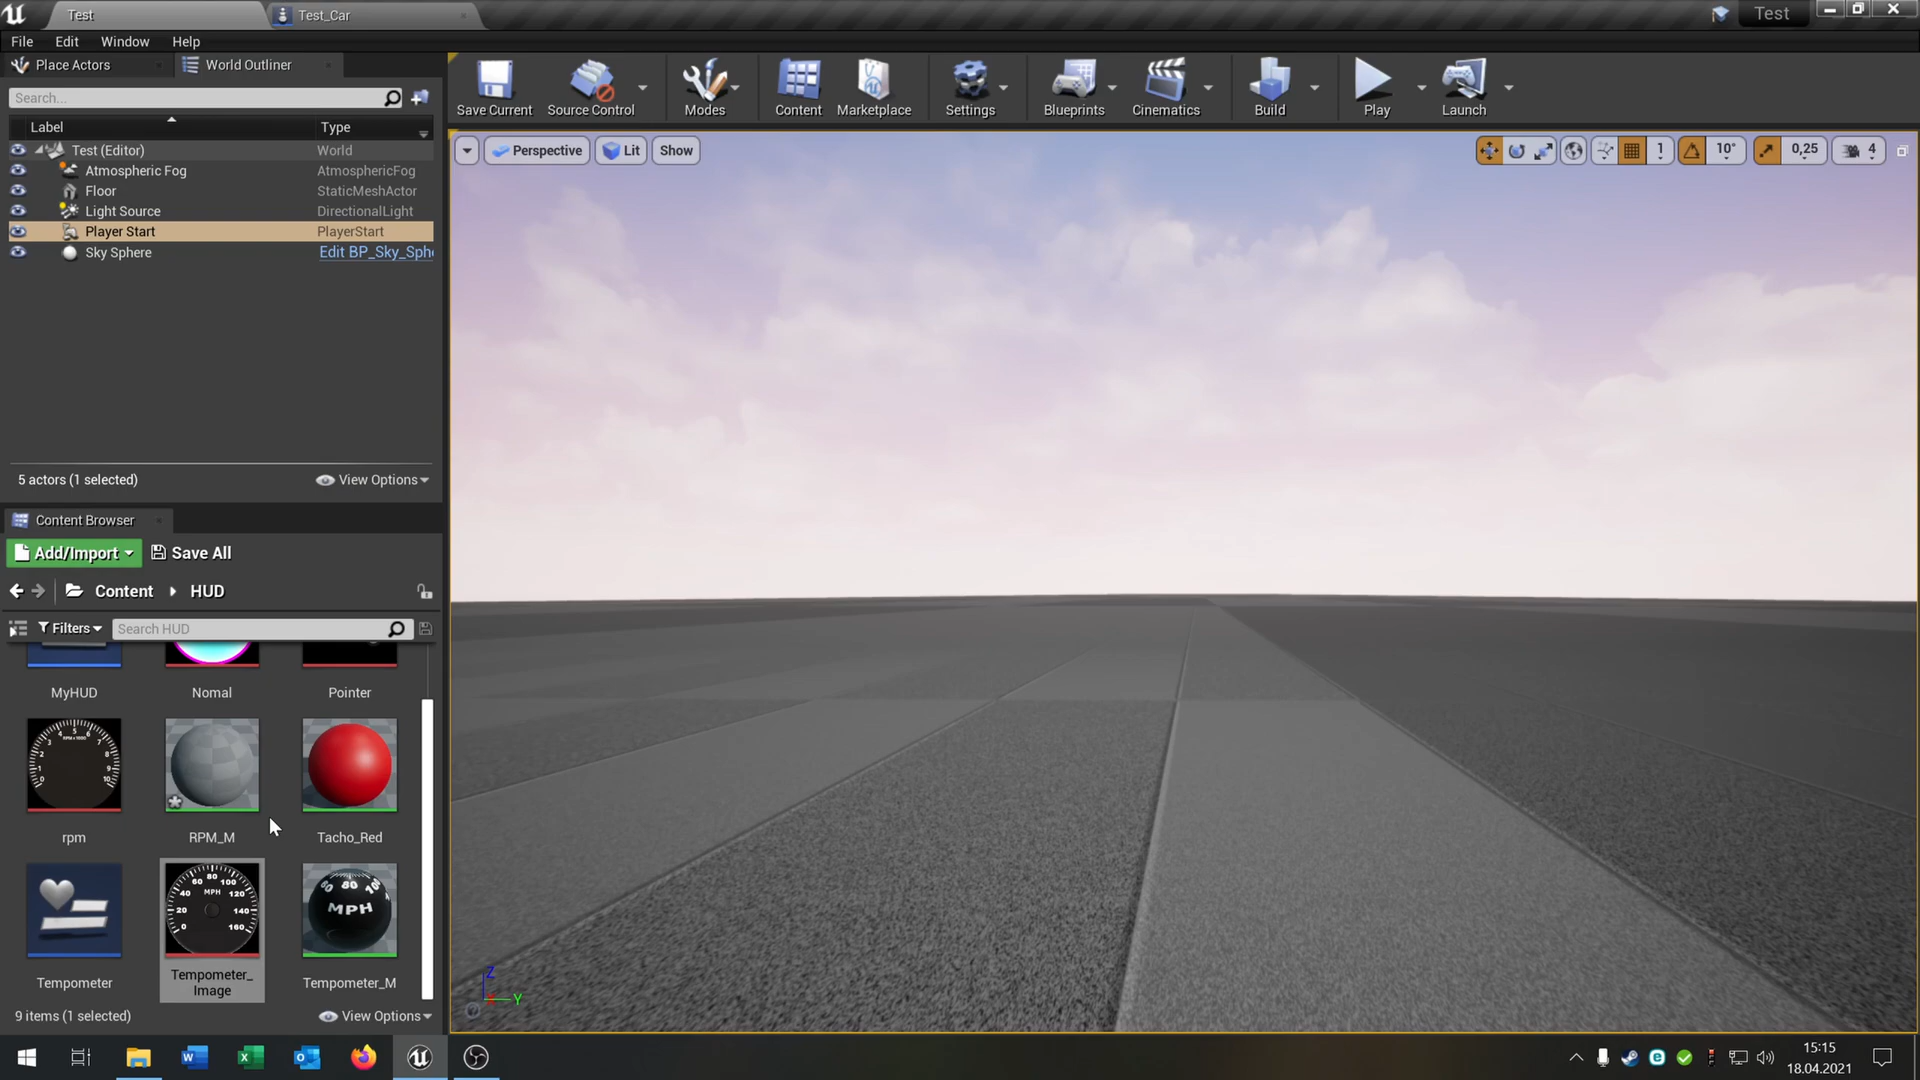 Test
Test_Car
Test
File Edit Window Help
Place Actors
World Outliner
Search...
Label Type
Test (Editor) World
Atmospheric Fog AtmosphericFog
Floor StaticMeshActor
Light Source DirectionalLight
Player Start PlayerStart
Sky Sphere Edit BP_Sky_Sphe
5 actors (1 selected) View Options
Save Current Source Control Modes Content Marketplace Settings Blueprints Cinematics Build Play Launch
Perspective Lit Show
1 10° 0,25 4
Content Browser
Add/Import Save All
Content HUD
Filters Search HUD
MyHUD Nomal Pointer
rpm RPM_M Tacho_Red
Tempometer Tempometer_
Image Tempometer_M
9 items (1 selected) View Options
Z
Y
15:15
18.04.2021